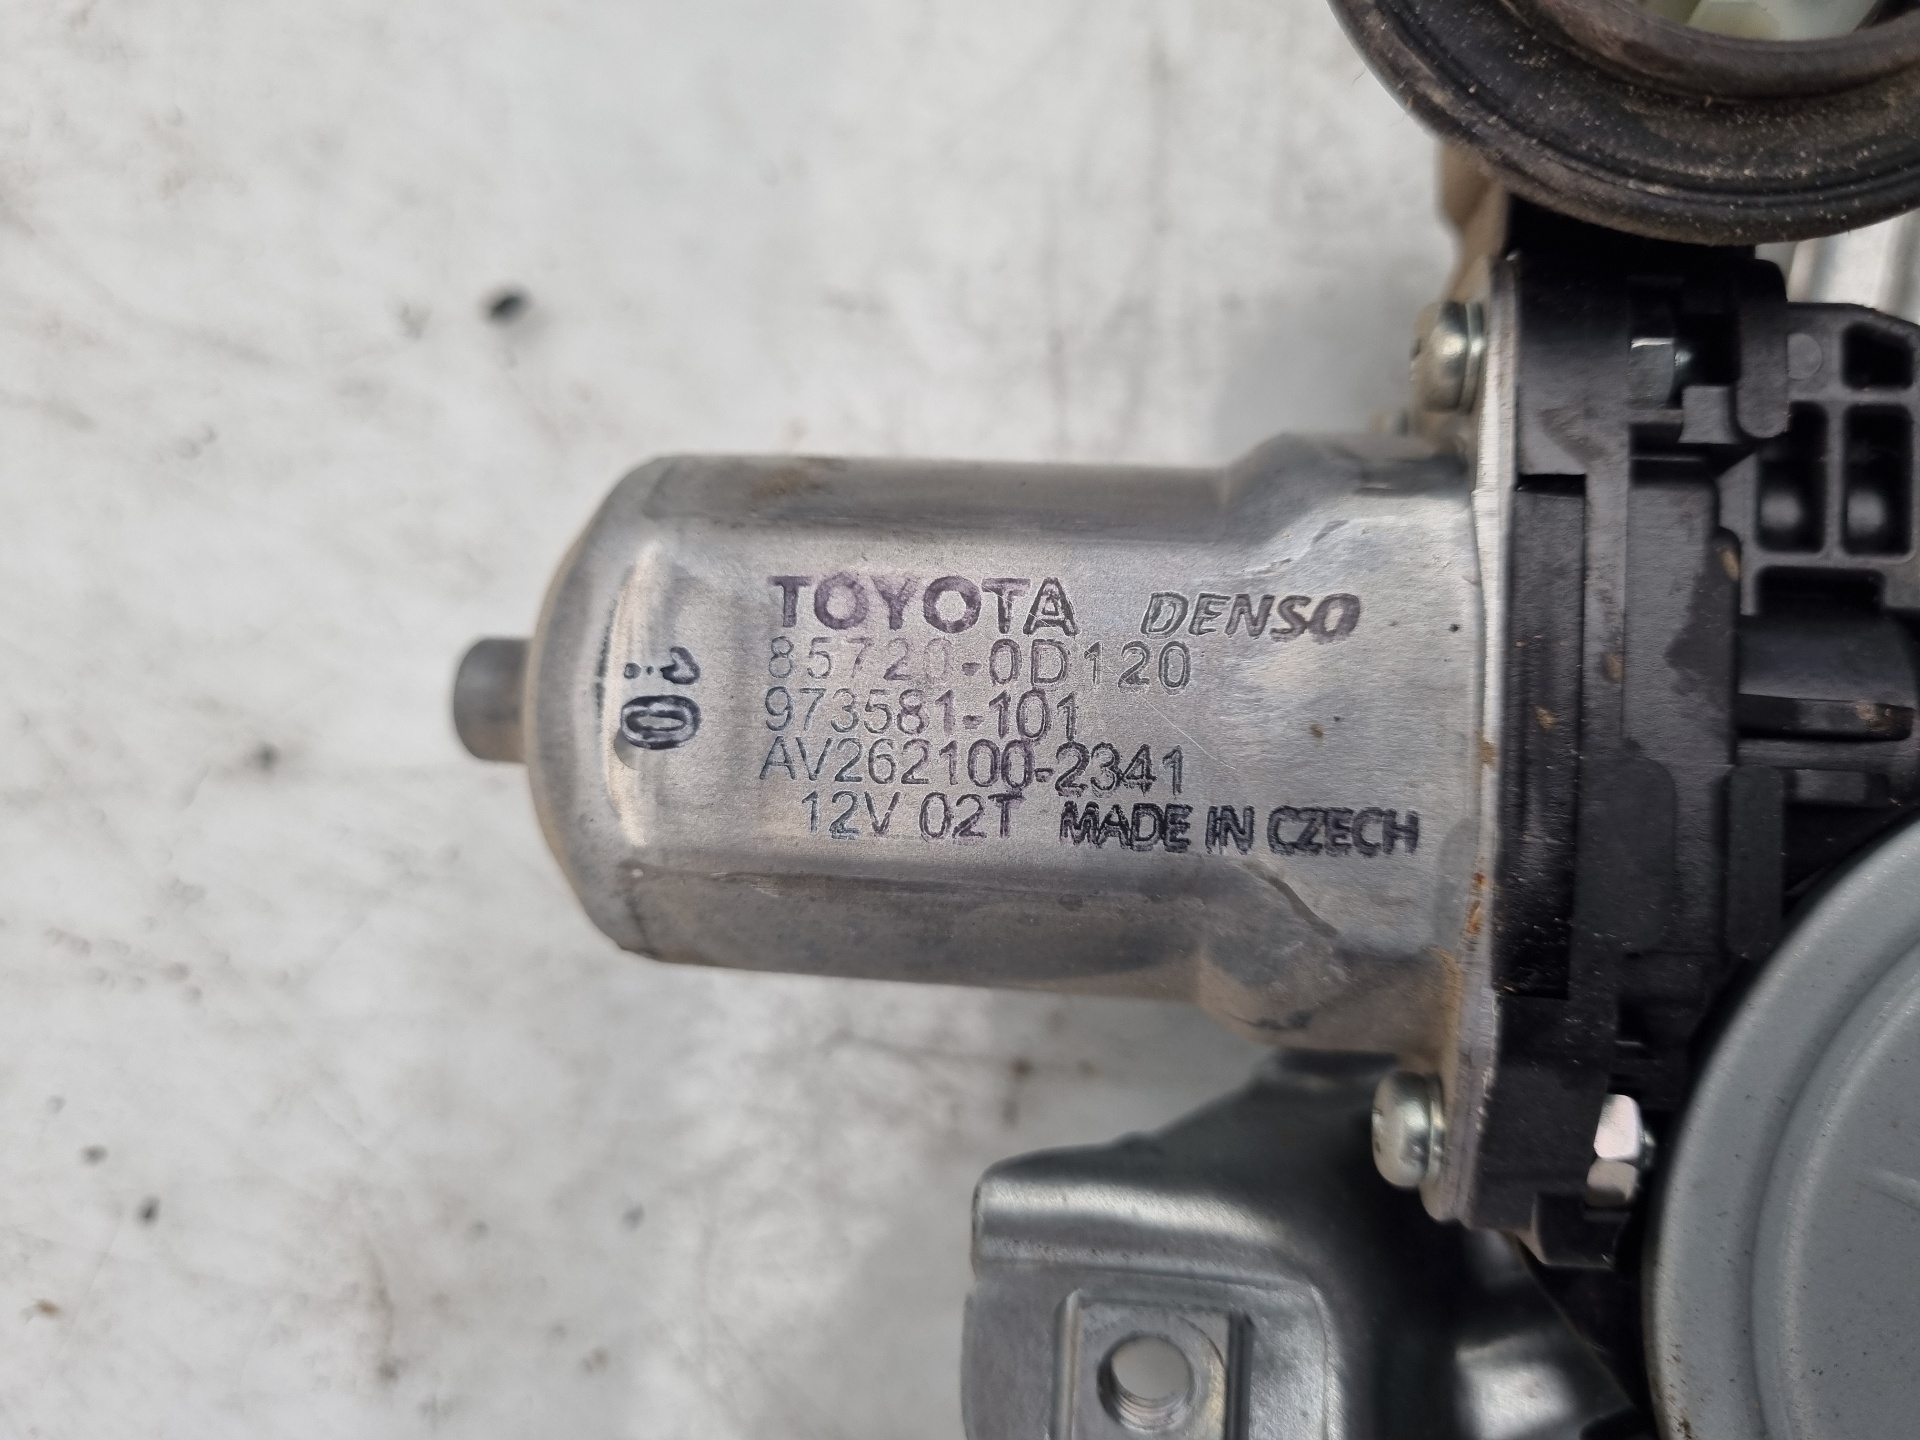 TOYOTA DENSO
85720-0D120
973581-101
AV262100-2341
12V 02T MADE IN CZECH